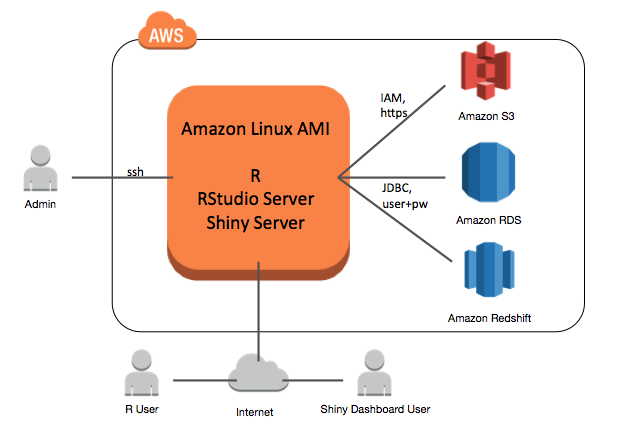 AWS
Amazon Linux AMI
R
RStudio Server
Shiny Server
IAM,
https
Amazon S3
ssh
Admin
JDBC,
user+pw
Amazon RDS
Amazon Redshift
R User
Internet
Shiny Dashboard User